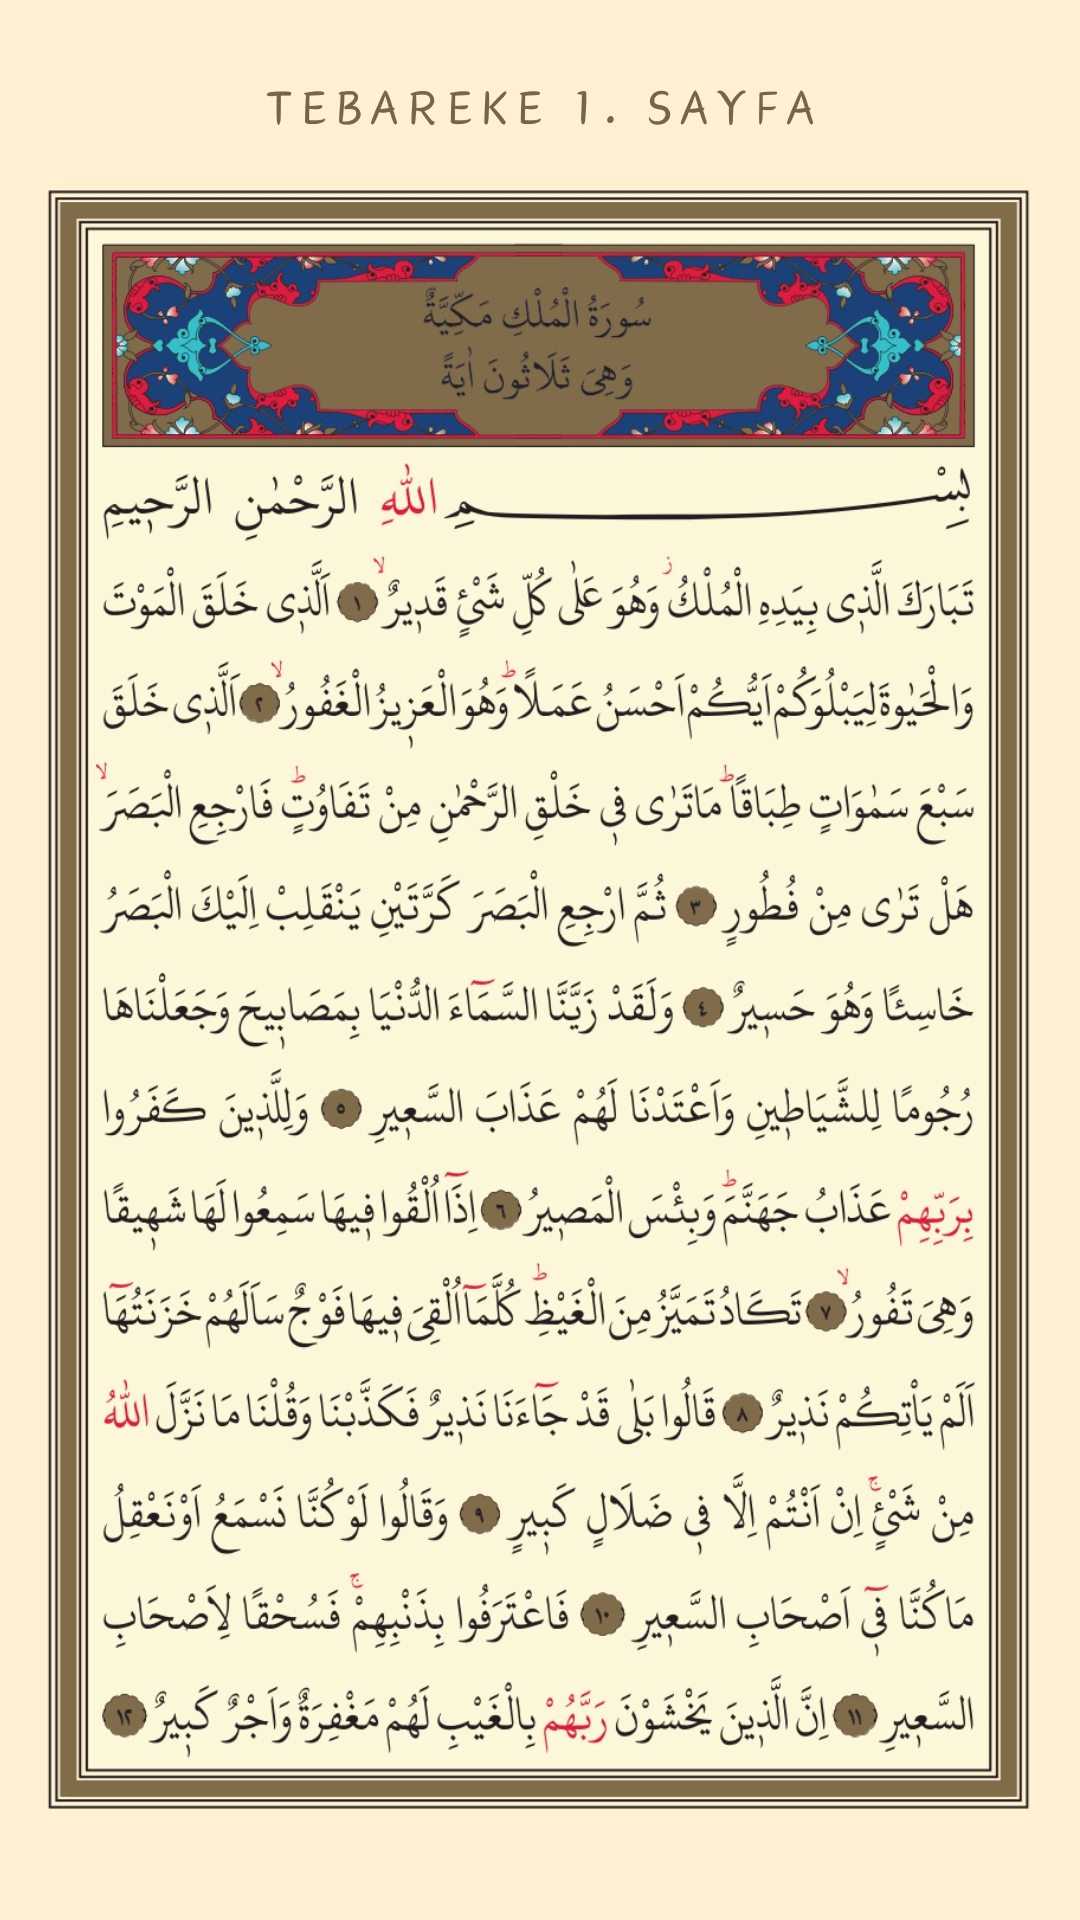 TEBAREKE 1. SAYFA
سُورَةُ الْمُلْكِ مَكِّيَّةٌ
وَهِىَ ثَلَاثُونَ اٰيَةً
بِسْمِ اللّٰهِ الرَّحْمٰنِ الرَّحٖيمِ
تَبَارَكَ الَّذٖى بِيَدِهِ الْمُلْكُ ز وَهُوَ عَلٰى كُلِّ شَیْءٍ قَدٖيرٌ ۙ ١ اَلَّذٖى خَلَقَ الْمَوْتَ
وَالْحَيٰوةَ لِيَبْلُوَكُمْ اَيُّكُمْ اَحْسَنُ عَمَلًا ؕ وَهُوَ الْعَزٖيزُ الْغَفُورُ ۙ ٢ اَلَّذٖى خَلَقَ
سَبْعَ سَمٰوَاتٍ طِبَاقًا ؕ مَاتَرٰى فٖى خَلْقِ الرَّحْمٰنِ مِنْ تَفَاوُتٍ ؕ فَارْجِعِ الْبَصَرَ ۙ
هَلْ تَرٰى مِنْ فُطُورٍ ٣ ثُمَّ ارْجِعِ الْبَصَرَ كَرَّتَيْنِ يَنْقَلِبْ اِلَيْكَ الْبَصَرُ
خَاسِئًا وَهُوَ حَسٖيرٌ ٤ وَلَقَدْ زَيَّنَّا السَّمَٓاءَ الدُّنْيَا بِمَصَابٖيحَ وَجَعَلْنَاهَا
رُجُومًا لِلشَّيَاطٖينِ وَاَعْتَدْنَا لَهُمْ عَذَابَ السَّعٖيرِ ٥ وَلِلَّذٖينَ كَفَرُوا
بِرَبِّهِمْ عَذَابُ جَهَنَّمَ ؕ وَبِئْسَ الْمَصٖيرُ ٦ اِذَٓا اُلْقُوا فٖيهَا سَمِعُوا لَهَا شَهٖيقًا
وَهِىَ تَفُورُ ۙ ٧ تَكَادُ تَمَيَّزُ مِنَ الْغَيْظِ ؕ كُلَّمَٓا اُلْقِىَ فٖيهَا فَوْجٌ سَاَلَهُمْ خَزَنَتُهَٓا
اَلَمْ يَاْتِكُمْ نَذٖيرٌ ٨ قَالُوا بَلٰى قَدْ جَٓاءَنَا نَذٖيرٌ فَكَذَّبْنَا وَقُلْنَا مَا نَزَّلَ اللّٰهُ
مِنْ شَیْءٍ ۚ اِنْ اَنْتُمْ اِلَّا فٖى ضَلَالٍ كَبٖيرٍ ٩ وَقَالُوا لَوْ كُنَّا نَسْمَعُ اَوْ نَعْقِلُ
مَاكُنَّا فٖٓى اَصْحَابِ السَّعٖيرِ ١٠ فَاعْتَرَفُوا بِذَنْبِهِمْ ۚ فَسُحْقًا لِاَصْحَابِ
السَّعٖيرِ ١١ اِنَّ الَّذٖينَ يَخْشَوْنَ رَبَّهُمْ بِالْغَيْبِ لَهُمْ مَغْفِرَةٌ وَاَجْرٌ كَبٖيرٌ ١٢